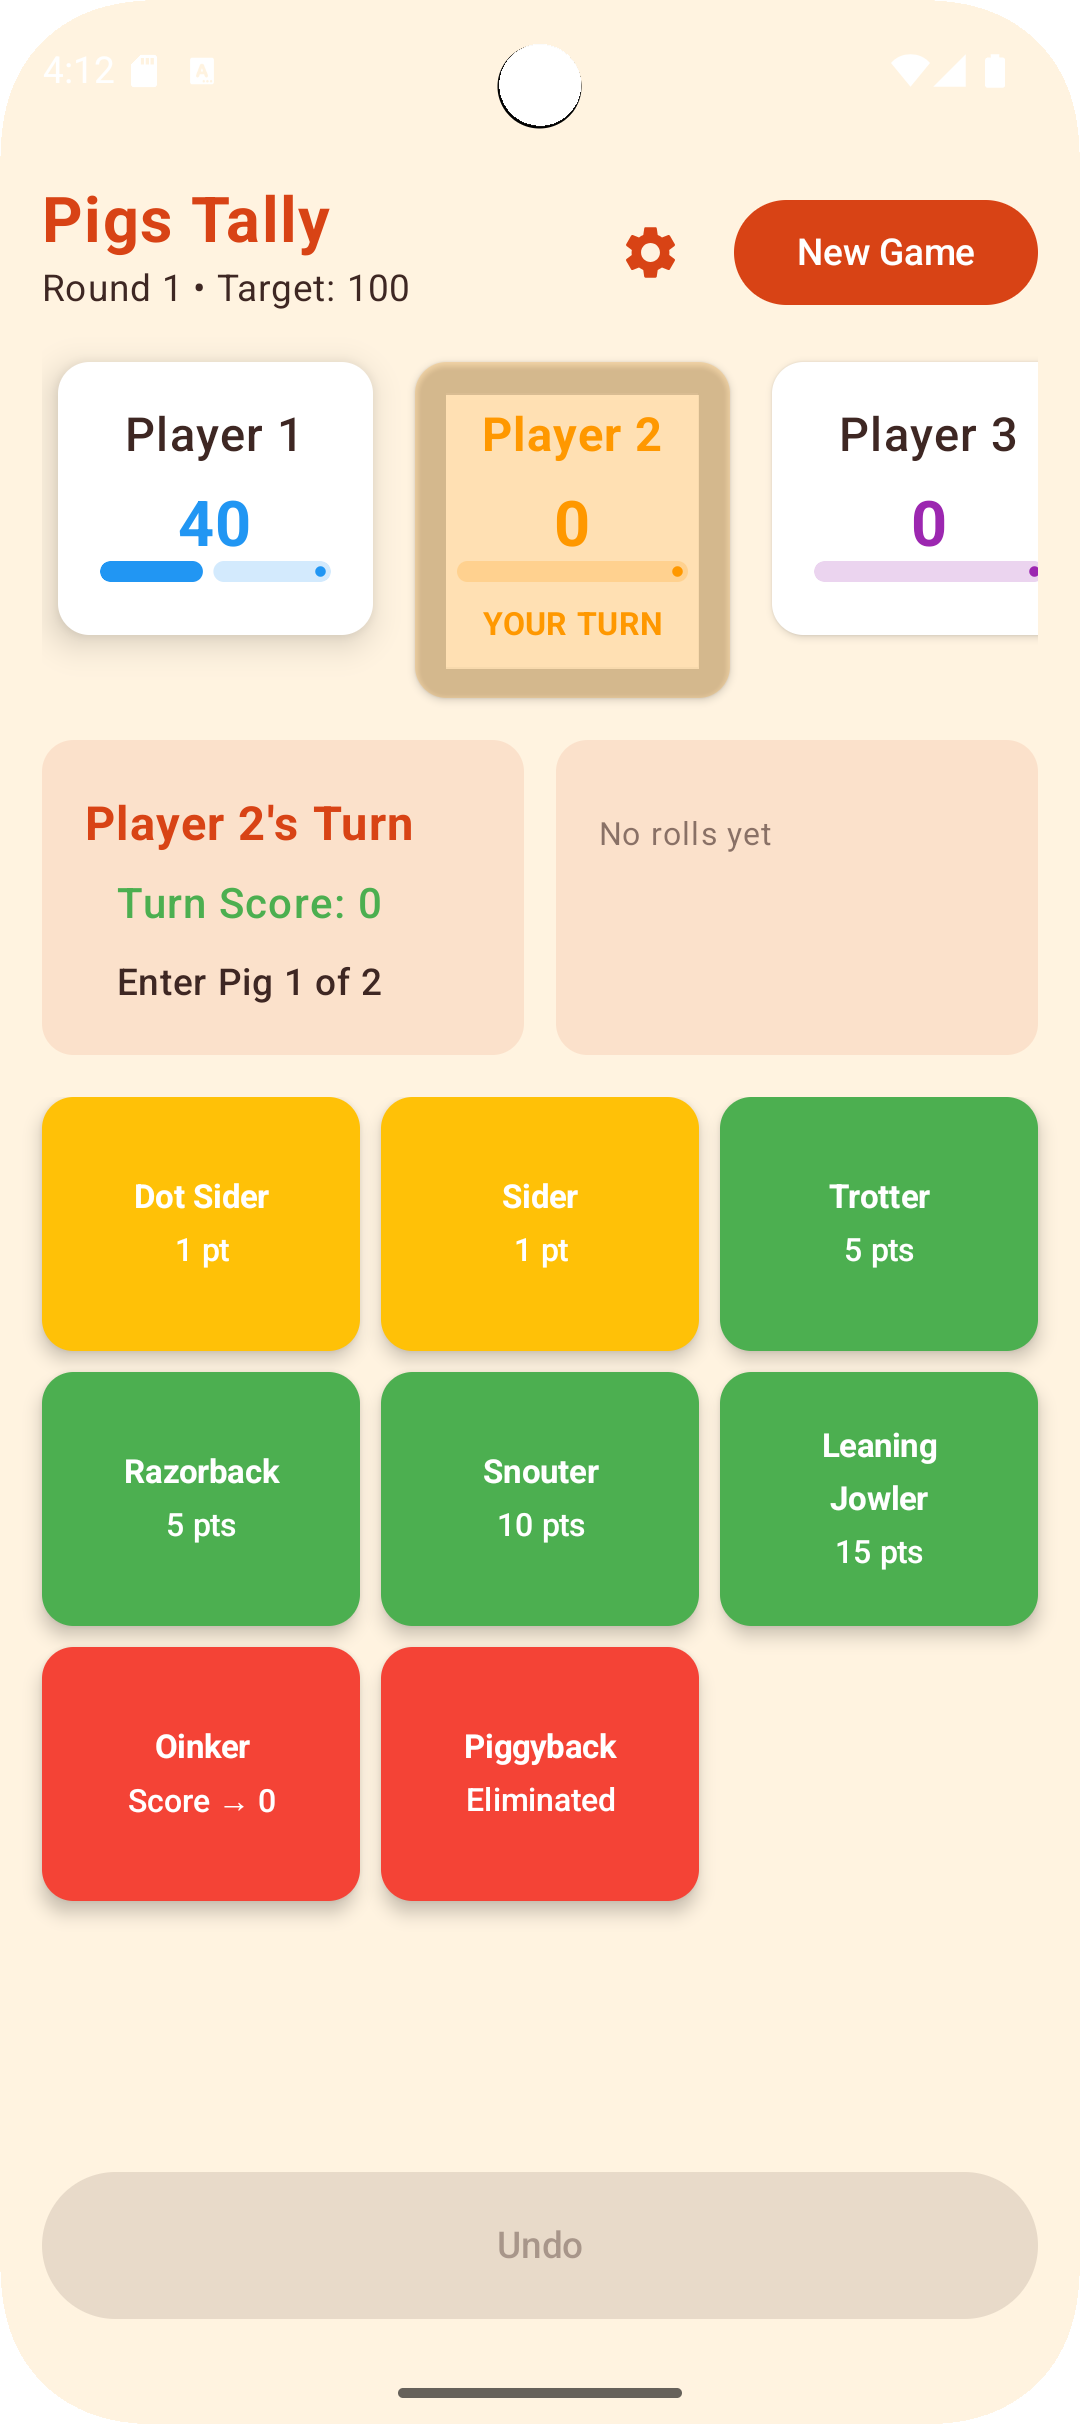 4:12
Pigs Tally
Round 1 • Target: 100
New Game
Player 1
40
Player 2
0
YOUR TURN
Player 3
0
Player 2's Turn
Turn Score: 0
Enter Pig 1 of 2
No rolls yet
Dot Sider
1 pt
Sider
1 pt
Trotter
5 pts
Razorback
5 pts
Snouter
10 pts
Leaning
Jowler
15 pts
Oinker
Score → 0
Piggyback
Eliminated
Undo